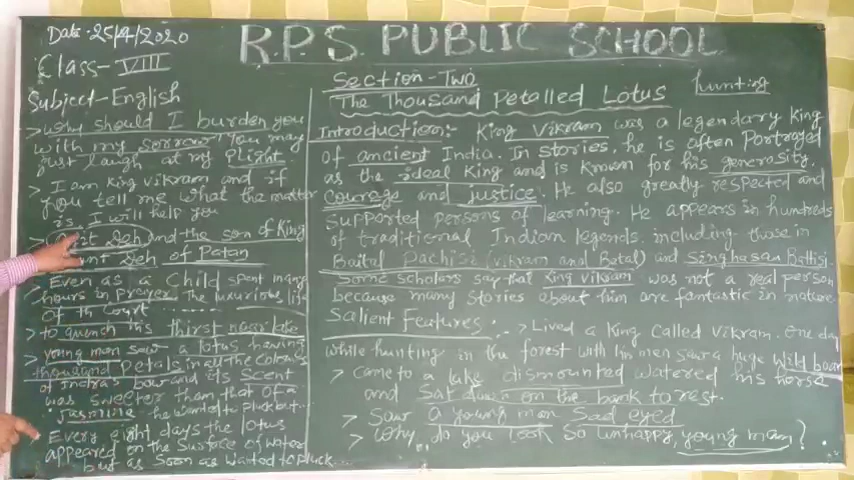 Date: 25/4/2020
R.P.S. PUBLIC SCHOOL
Class-VIII
Subject-English
> Why should I burden you
with my sorrow? You may
just laugh at my plight.
> I am King Vikram and if
you tell me what the matter
is, I will help you
> and the son of King
of Patan
Even as a Child spent many
hours in prayer. The luxurious life
of th Court ......
> to quench his thirst near lake
> young man saw a lotus having
thousand Petals in all the Colours
of Indra's bow and its scent
was sweeter than that of a
Jasmine - he wanted to pluck but...
Every eight days the lotus
appeared on the Surface of water
but as soon as wanted to pluck...
Section-Two
The Thousand Petalled Lotus
hunting
Introduction:- King Vikram was a legendary King
of ancient India. In stories, he is often Portrayed
as the ideal King and is known for his generosity,
courage and justice. He also greatly respected and
Supported persons of learning. He appears in hundreds
of traditional Indian legends. including those in
Baital Pachisi (Vikram and Betal) and Singhasan Battisi.
Some scholars say that King Vikram was not a real person
because many stories about him are fantastic in nature
Salient Features:. > Lived a King Called Vikram. One day
while hunting in the forest with his men saw a huge wild boar
> came to a lake dismounted watered his horse
and Sat down on the bank to rest.
> Saw a young man Sad eyed
> Why do you look so unhappy, young man?